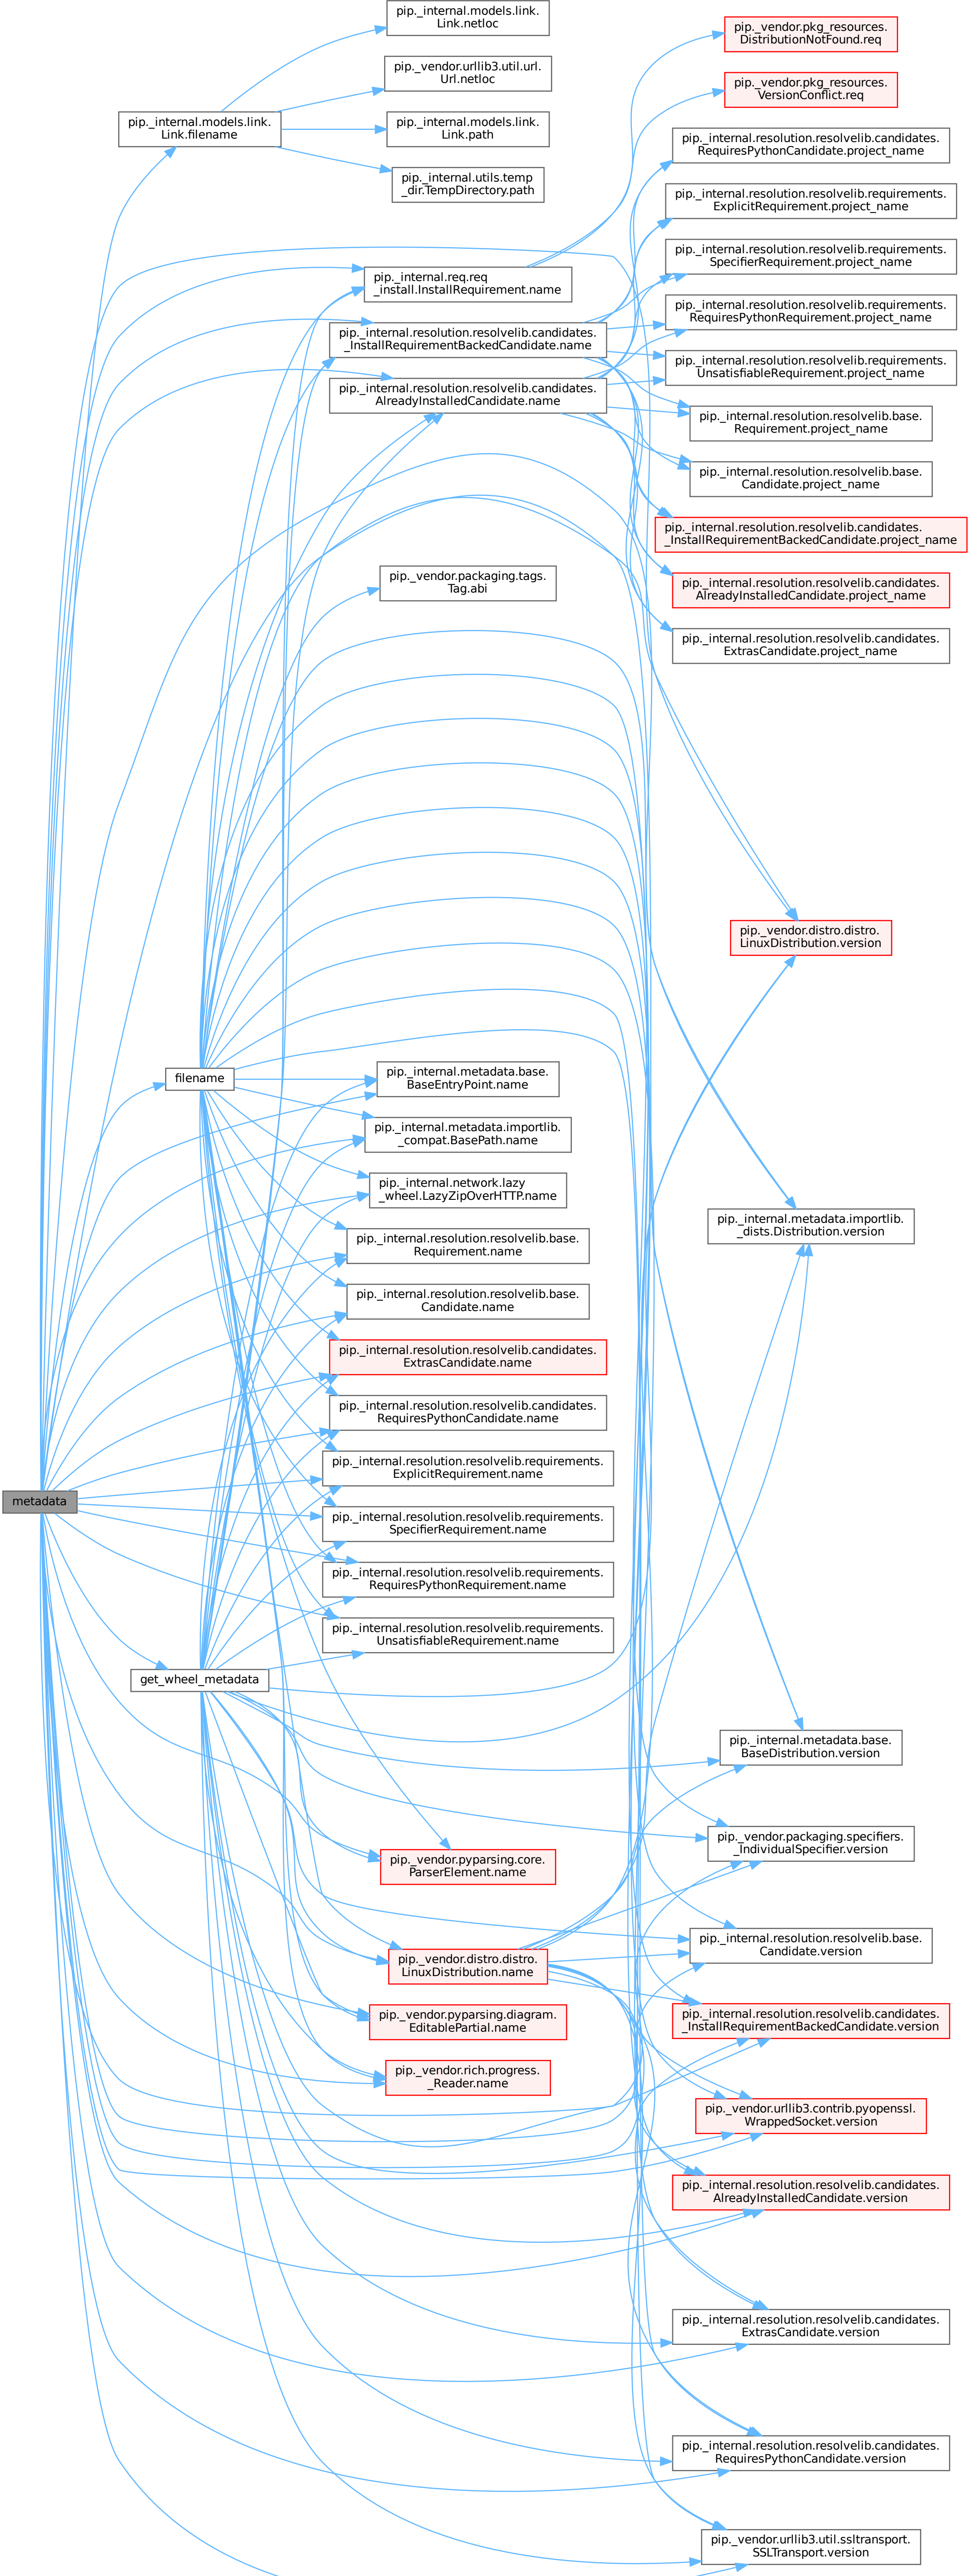 pip._internal.models.link.
Link.netloc
pip._vendor.urllib3.util.url.
Url.netloc
pip._internal.models.link.
Link.filename
pip._internal.models.link.
Link.path
pip._internal.utils.temp
_dir.TempDirectory.path
pip._vendor.pkg_resources.
DistributionNotFound.req
pip._vendor.pkg_resources.
VersionConflict.req
pip._internal.resolution.resolvelib.candidates.
RequiresPythonCandidate.project_name
pip._internal.resolution.resolvelib.requirements.
ExplicitRequirement.project_name
pip._internal.resolution.resolvelib.requirements.
SpecifierRequirement.project_name
pip._internal.req.req
_install.InstallRequirement.name
pip._internal.resolution.resolvelib.requirements.
RequiresPythonRequirement.project_name
pip._internal.resolution.resolvelib.candidates.
_InstallRequirementBackedCandidate.name
pip._internal.resolution.resolvelib.requirements.
UnsatisfiableRequirement.project_name
pip._internal.resolution.resolvelib.candidates.
AlreadyInstalledCandidate.name
pip._internal.resolution.resolvelib.base.
Requirement.project_name
pip._internal.resolution.resolvelib.base.
Candidate.project_name
pip._internal.resolution.resolvelib.candidates.
_InstallRequirementBackedCandidate.project_name
pip._vendor.packaging.tags.
Tag.abi
pip._internal.resolution.resolvelib.candidates.
AlreadyInstalledCandidate.project_name
pip._internal.resolution.resolvelib.candidates.
ExtrasCandidate.project_name
pip._vendor.distro.distro.
LinuxDistribution.version
filename
pip._internal.metadata.base.
BaseEntryPoint.name
pip._internal.metadata.importlib.
_compat.BasePath.name
pip._internal.network.lazy
_wheel.LazyZipOverHTTP.name
pip._internal.metadata.importlib.
_dists.Distribution.version
pip._internal.resolution.resolvelib.base.
Requirement.name
pip._internal.resolution.resolvelib.base.
Candidate.name
pip._internal.resolution.resolvelib.candidates.
ExtrasCandidate.name
pip._internal.resolution.resolvelib.candidates.
RequiresPythonCandidate.name
pip._internal.resolution.resolvelib.requirements.
ExplicitRequirement.name
metadata
pip._internal.resolution.resolvelib.requirements.
SpecifierRequirement.name
pip._internal.resolution.resolvelib.requirements.
RequiresPythonRequirement.name
pip._internal.resolution.resolvelib.requirements.
UnsatisfiableRequirement.name
get_wheel_metadata
pip._internal.metadata.base.
BaseDistribution.version
pip._vendor.packaging.specifiers.
_IndividualSpecifier.version
pip._vendor.pyparsing.core.
ParserElement.name
pip._internal.resolution.resolvelib.base.
Candidate.version
pip._vendor.distro.distro.
LinuxDistribution.name
pip._internal.resolution.resolvelib.candidates.
_InstallRequirementBackedCandidate.version
pip._vendor.pyparsing.diagram.
EditablePartial.name
pip._vendor.rich.progress.
_Reader.name
pip._vendor.urllib3.contrib.pyopenssl.
WrappedSocket.version
pip._internal.resolution.resolvelib.candidates.
AlreadyInstalledCandidate.version
pip._internal.resolution.resolvelib.candidates.
ExtrasCandidate.version
pip._internal.resolution.resolvelib.candidates.
RequiresPythonCandidate.version
pip._vendor.urllib3.util.ssltransport.
SSLTransport.version